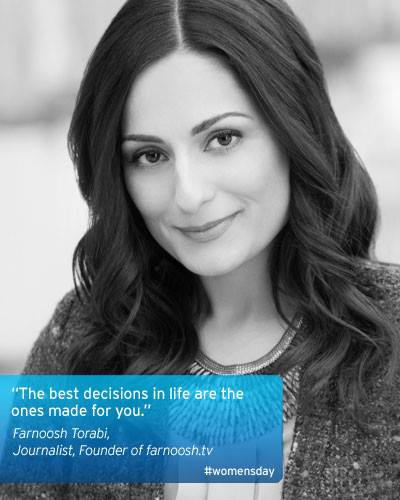 “The best decisions in life are the
ones made for you.”
Farnoosh Torabi,
Journalist, Founder of farnoosh.tv
#womensday